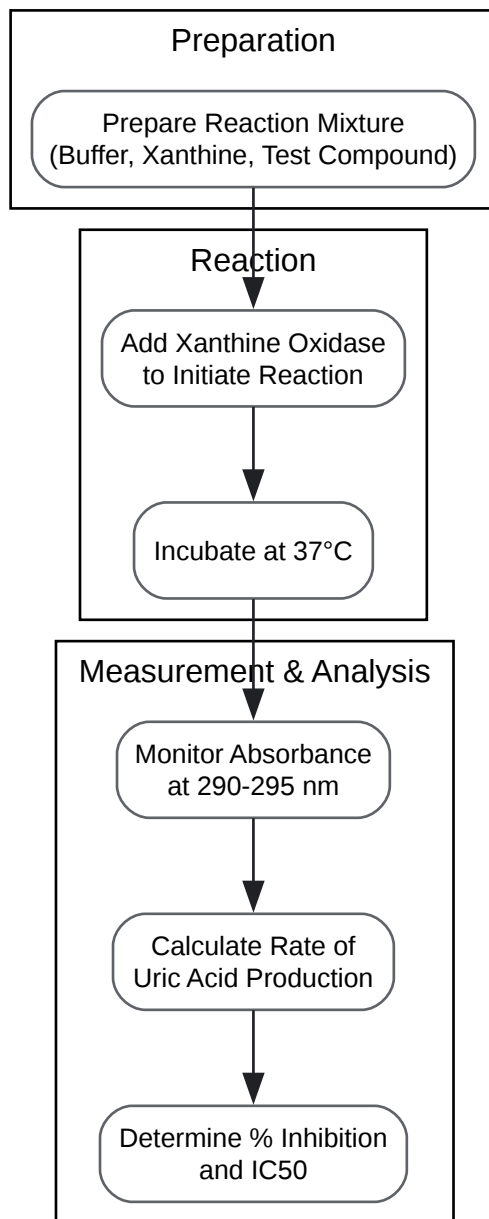 Preparation
Prepare Reaction Mixture
(Buffer, Xanthine, Test Compound)
Reaction
Add Xanthine Oxidase
to Initiate Reaction
Incubate at 37°C
Measurement & Analysis
Monitor Absorbance
at 290-295 nm
Calculate Rate of
Uric Acid Production
Determine % Inhibition
and IC50